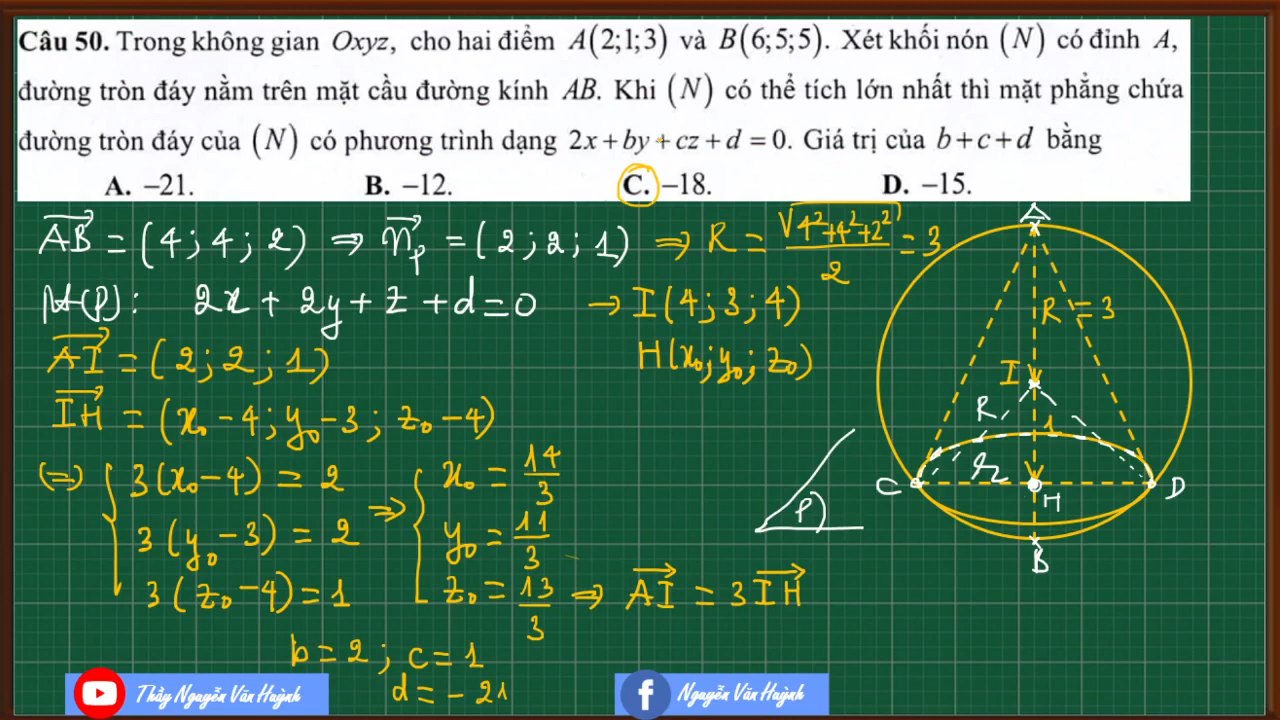 Câu 50. Trong không gian Oxyz, cho hai điểm A(2;1;3) và B(6;5;5). Xét khối nón (N) có đỉnh A,
đường tròn đáy nằm trên mặt cầu đường kính AB. Khi (N) có thể tích lớn nhất thì mặt phẳng chứa
đường tròn đáy của (N) có phương trình dạng 2x+by+cz+d=0. Giá trị của b+c+d bằng
A. –21. B. –12. C. –18. D. –15.
AB⃗ = (4;4;2) ⇒ n⃗p = (2;2;1) ⇒ R = √(4²+4²+2²)/2 = 3
(P): 2x + 2y + z + d = 0 → I(4;3;4)
AI⃗ = (2;2;1) H(x₀;y₀;z₀)
IH⃗ = (x₀-4;y₀-3;z₀-4)
(=) { 3(x₀-4) = 2 ⇒ { x₀ = 14/3
3(y₀-3) = 2 y₀ = 11/3
3(z₀-4) = 1 z₀ = 13/3 ⇒ AI⃗ = 3IH⃗
b = 2; c = 1
d = -21
A
R = 3
I
R
1
r
C
H
D
B
P)
Thầy Nguyễn Văn Huỳnh
f Nguyễn Văn Huỳnh